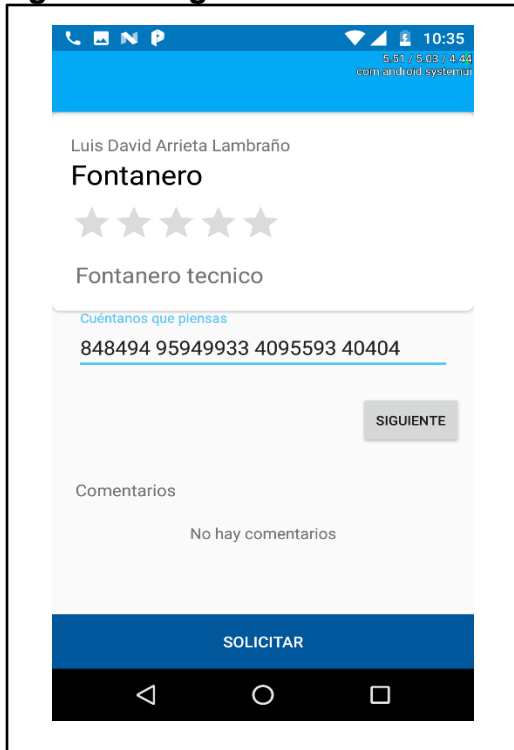 10:35
5.51 / 5.03 / 4.44
com.android.systemui
Luis David Arrieta Lambraño
Fontanero
Fontanero tecnico
Cuéntanos que piensas
848494 95949933 4095593 40404
SIGUIENTE
Comentarios
No hay comentarios
SOLICITAR